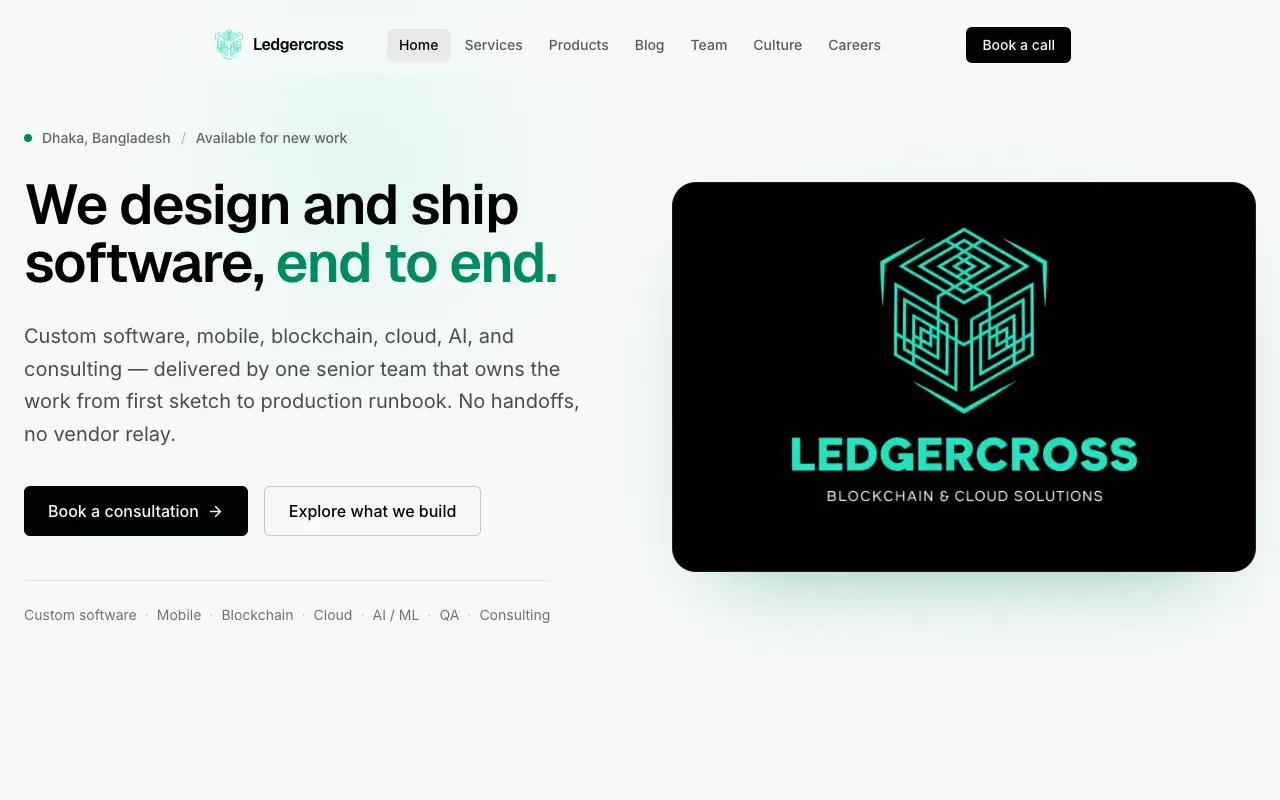 Ledgercross
Home Services Products Blog Team Culture Careers
Book a call
Dhaka, Bangladesh / Available for new work
We design and ship
software, end to end.
Custom software, mobile, blockchain, cloud, AI, and
consulting — delivered by one senior team that owns the
work from first sketch to production runbook. No handoffs,
no vendor relay.
Book a consultation →
Explore what we build
Custom software · Mobile · Blockchain · Cloud · AI / ML · QA · Consulting
LEDGERCROSS
BLOCKCHAIN & CLOUD SOLUTIONS